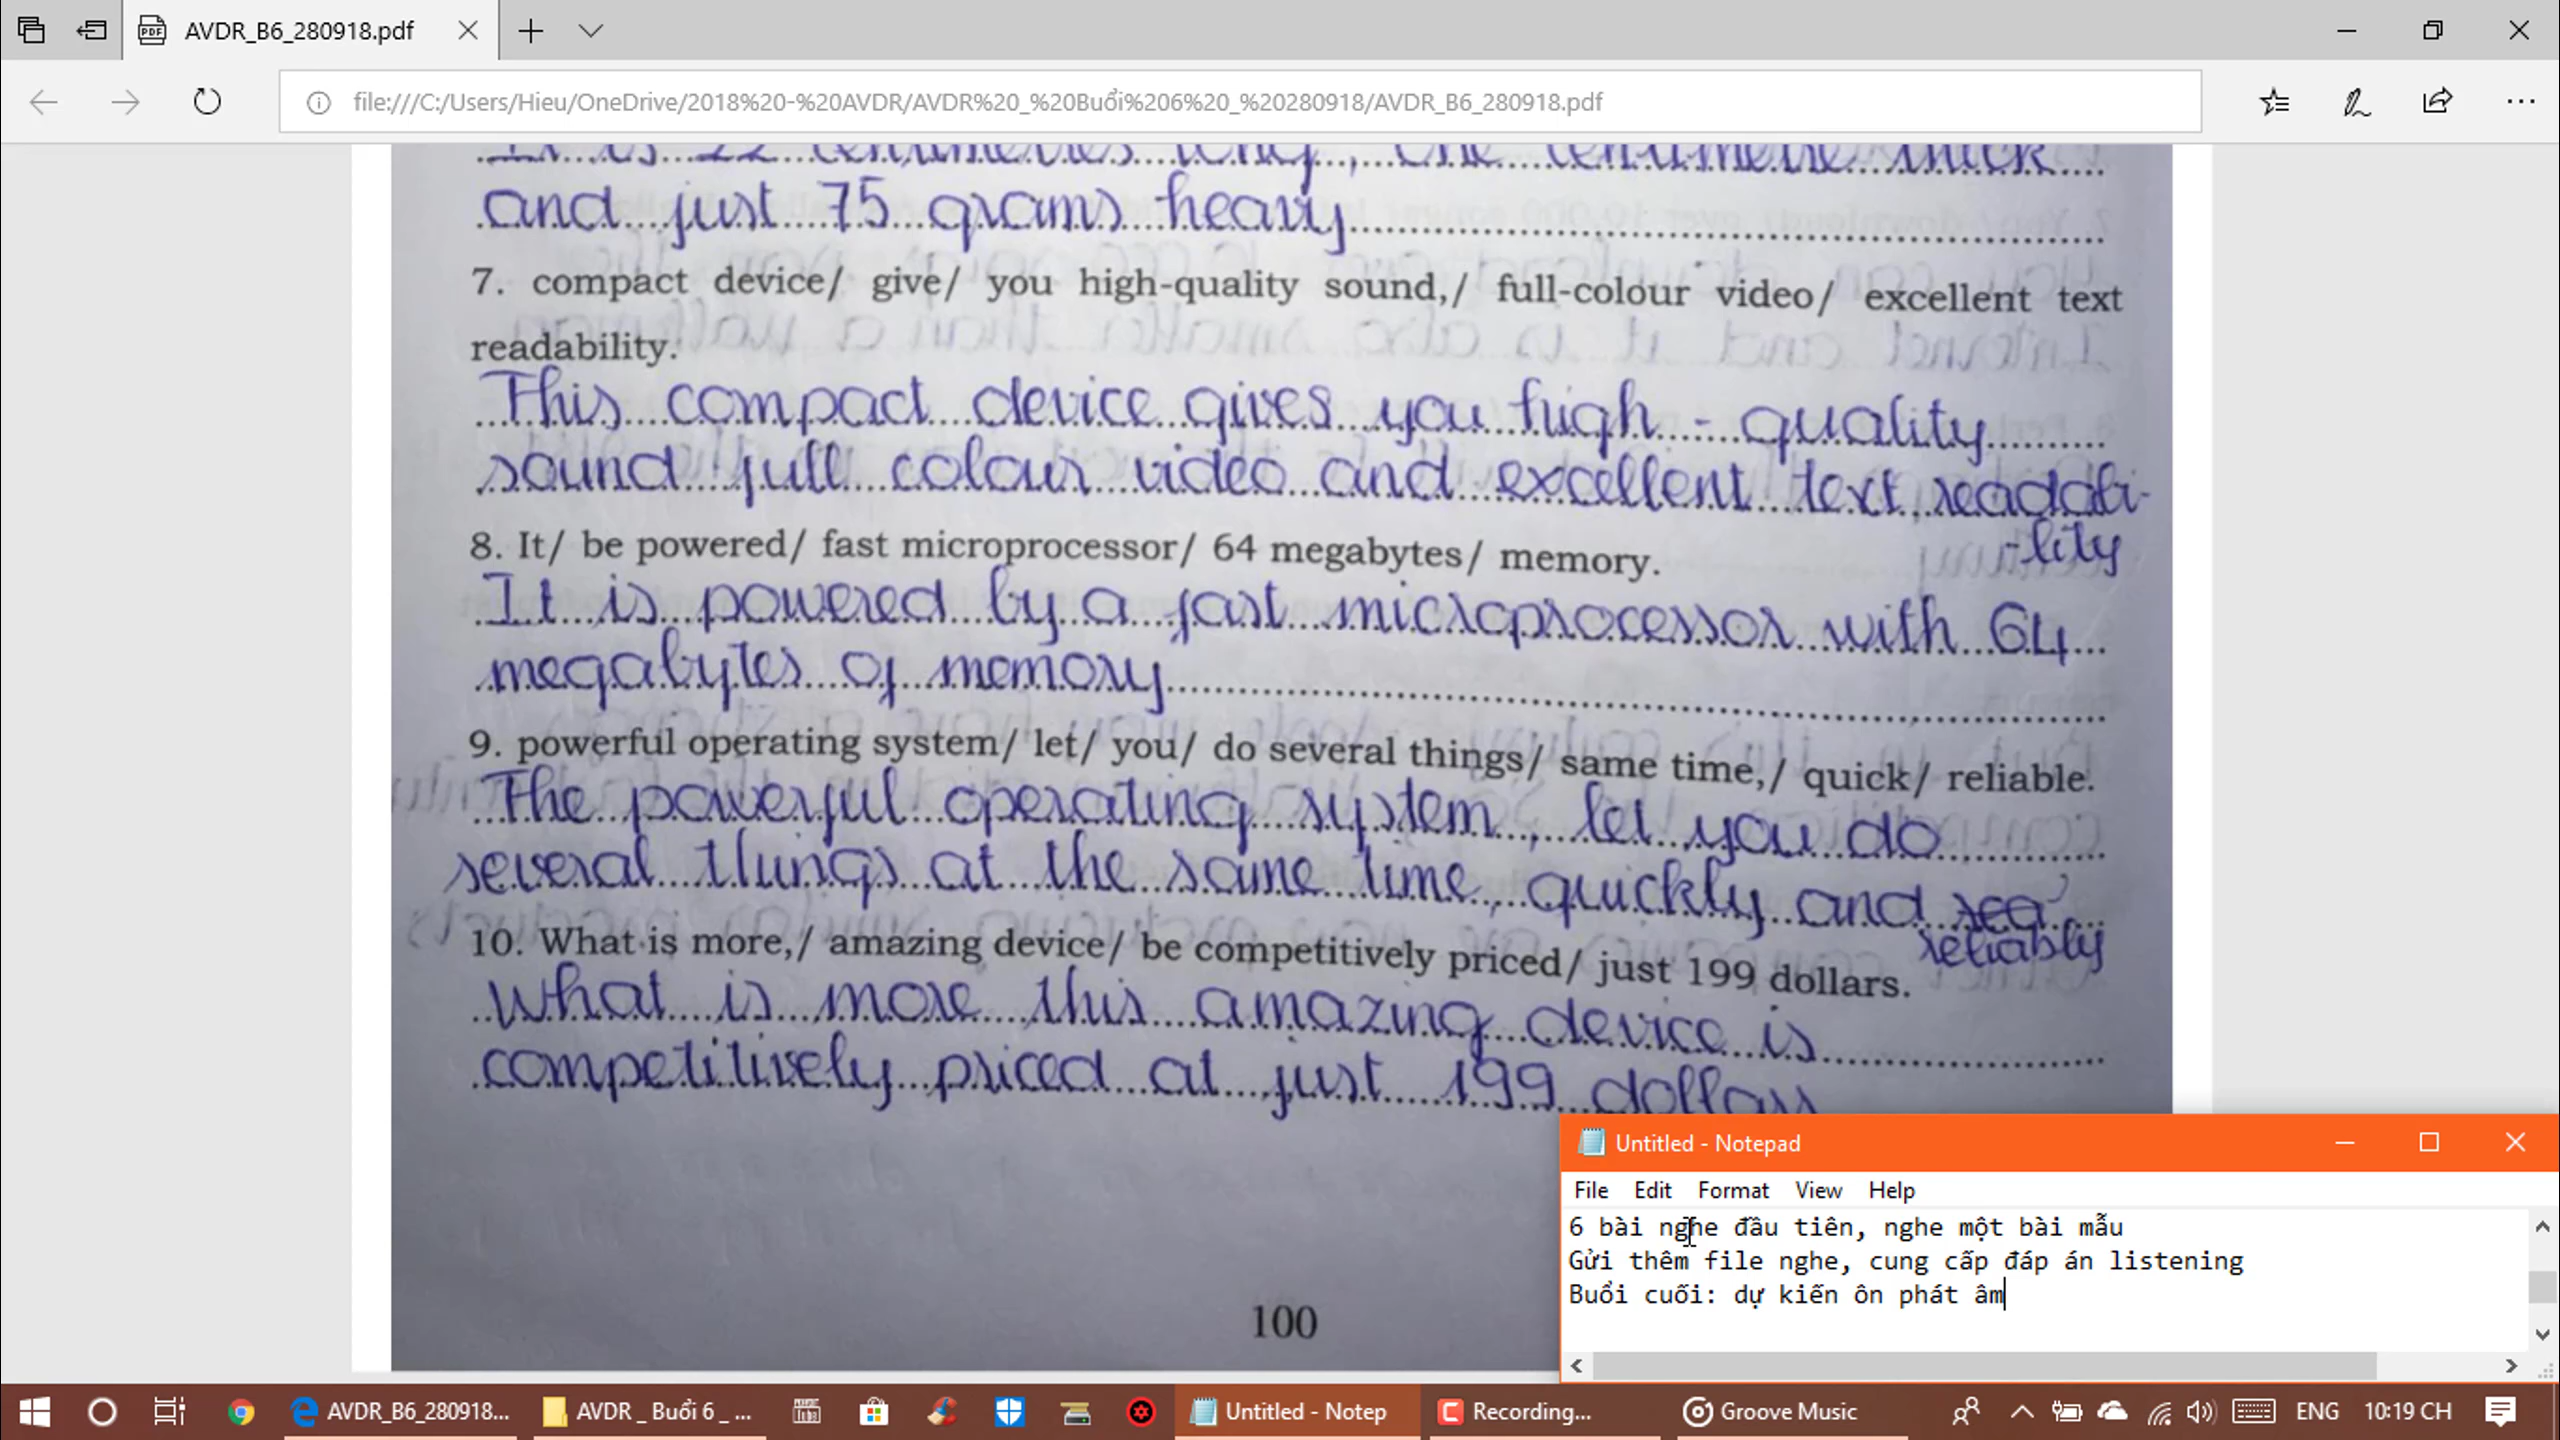 AVDR_B6_280918.pdf
file:///C:/Users/Hieu/OneDrive/2018%20-%20AVDR/AVDR%20_%20Buổi%206%20_%20280918/AVDR_B6_280918.pdf
It is 22 centimetres long, one centimetre thick
and just 75 grams heavy
7. compact device/ give/ you high-quality sound,/ full-colour video/ excellent text
readability.
This compact device gives you high - quality
sound full colour video and excellent text readabi-
-lity
8. It/ be powered/ fast microprocessor/ 64 megabytes/ memory.
It is powered by a fast microprocessor with 64
megabytes of memory
9. powerful operating system/ let/ you/ do several things/ same time,/ quick/ reliable.
The powerful operating system, let you do
several things at the same time, quickly and
reliably
10. What is more,/ amazing device/ be competitively priced/ just 199 dollars.
What is more this amazing device is
competitively priced at just 199 dollars
100
Untitled - Notepad
File Edit Format View Help
6 bài nghe đầu tiên, nghe một bài mẫu
Gửi thêm file nghe, cung cấp đáp án listening
Buổi cuối: dự kiến ôn phát âm
AVDR_B6_280918... AVDR _ Buổi 6 _ ... Untitled - Notep Recording... Groove Music ENG 10:19 CH